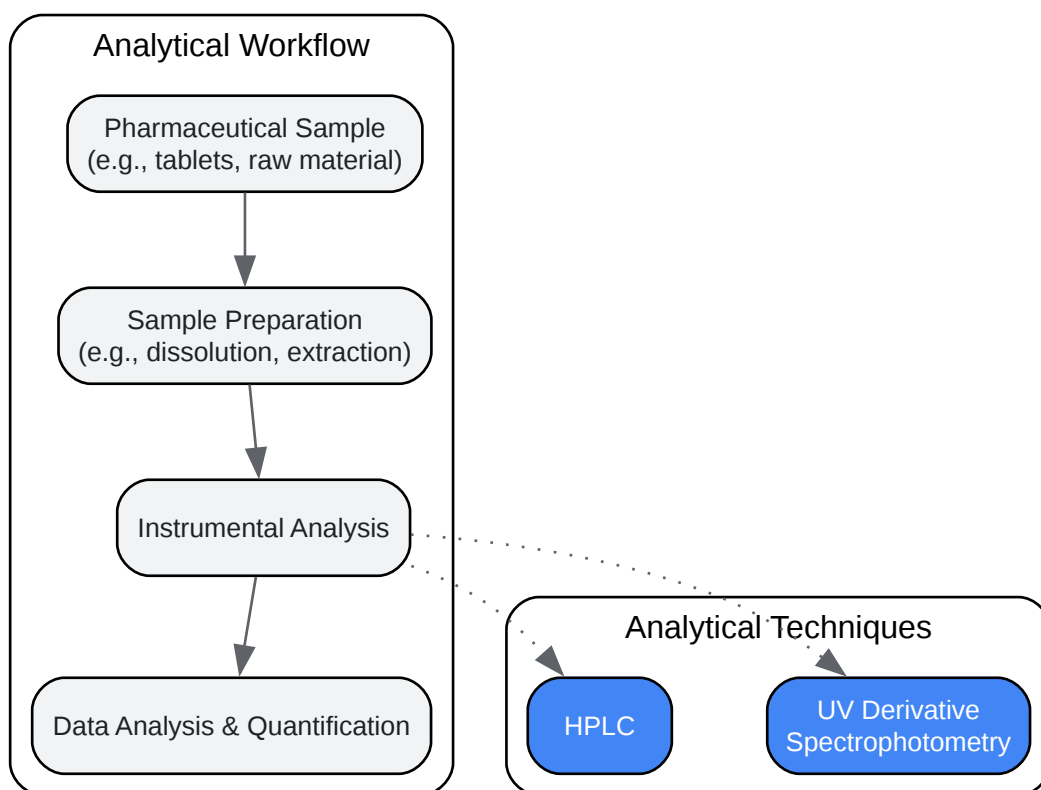 Analytical Workflow
Pharmaceutical Sample
(e.g., tablets, raw material)
Sample Preparation
(e.g., dissolution, extraction)
Instrumental Analysis
Data Analysis & Quantification
Analytical Techniques
HPLC
UV Derivative
Spectrophotometry